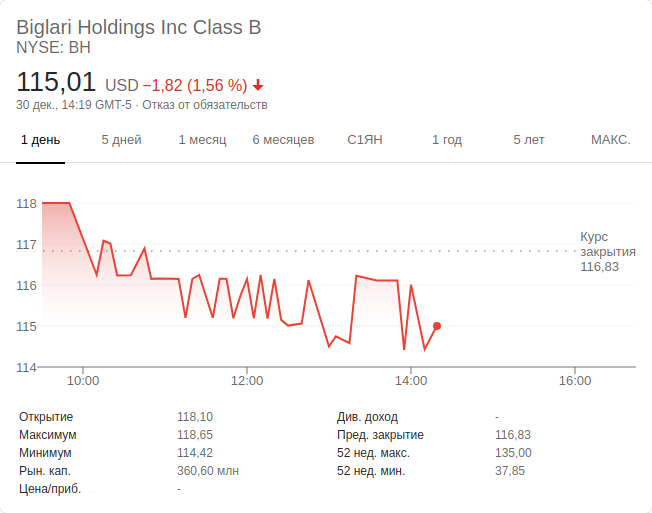 Biglari Holdings Inc Class B
NYSE: BH
115,01 USD −1,82 (1,56 %)
30 дек., 14:19 GMT-5 · Отказ от обязательств
1 день 5 дней 1 месяц 6 месяцев С1ЯН 1 год 5 лет МАКС.
118
117
116
115
114
Курс
закрытия
116,83
10:00 12:00 14:00 16:00
Открытие 118,10 Див. доход -
Максимум 118,65 Пред. закрытие 116,83
Минимум 114,42 52 нед. макс. 135,00
Рын. кап. 360,60 млн 52 нед. мин. 37,85
Цена/приб. -